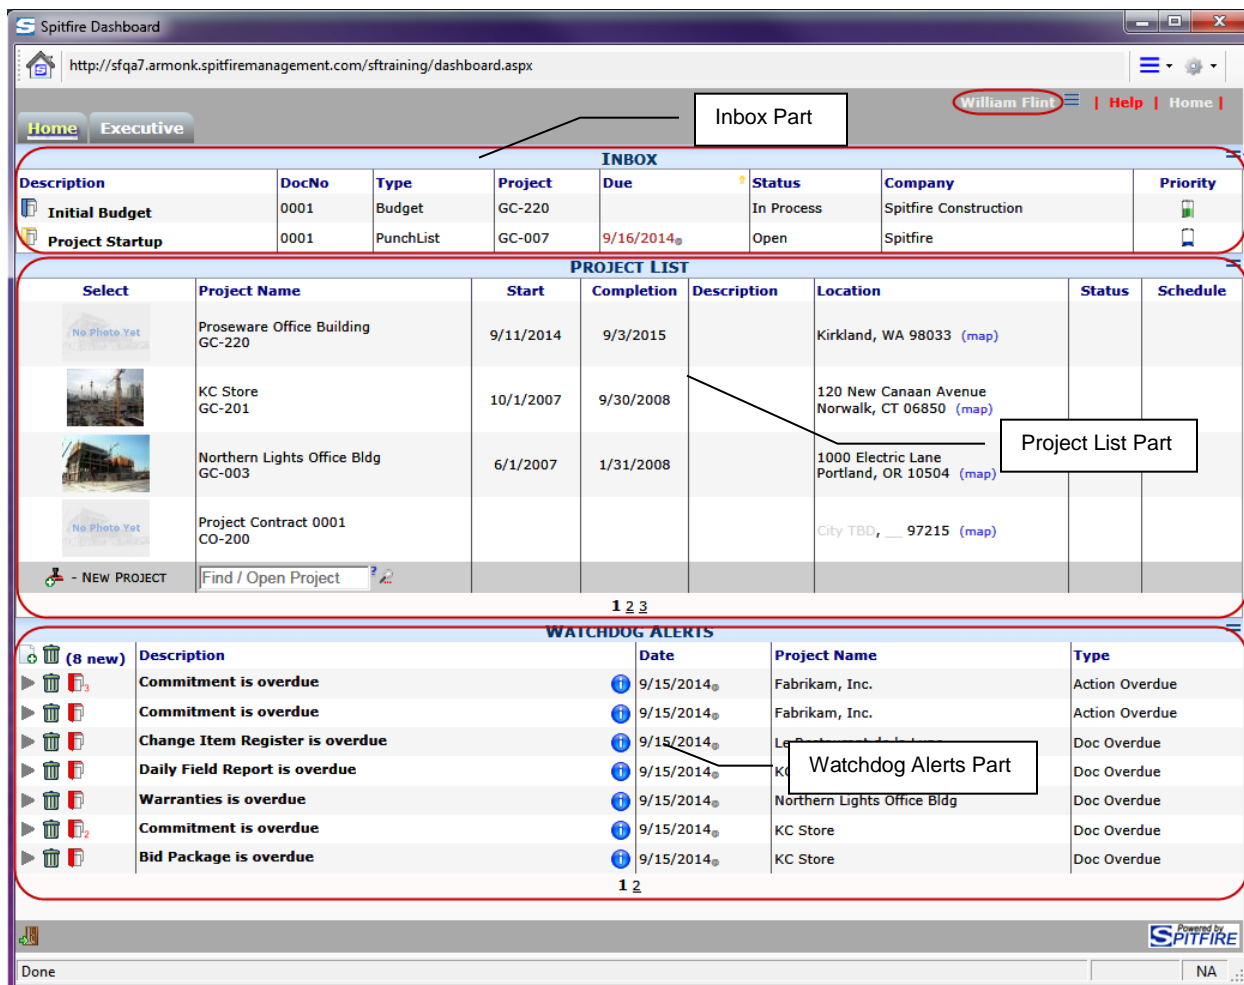 Spitfire Dashboard
http://sfqa7.armonk.spitfiremanagement.com/sftraining/dashboard.aspx
William Flint | Help | Home |
Home Executive
Inbox Part
INBOX
Description DocNo Type Project Due Status Company Priority
Initial Budget 0001 Budget GC-220 In Process Spitfire Construction
Project Startup 0001 PunchList GC-007 9/16/2014 Open Spitfire
PROJECT LIST
Select Project Name Start Completion Description Location Status Schedule
No Photo Yet Proseware Office Building 9/11/2014 9/3/2015 Kirkland, WA 98033 (map)
GC-220
KC Store 10/1/2007 9/30/2008 120 New Canaan Avenue
GC-201 Norwalk, CT 06850 (map)
Project List Part
Northern Lights Office Bldg 6/1/2007 1/31/2008 1000 Electric Lane
GC-003 Portland, OR 10504 (map)
No Photo Yet Project Contract 0001 City TBD, __ 97215 (map)
CO-200
- NEW PROJECT Find / Open Project ?
1 2 3
WATCHDOG ALERTS
(8 new) Description Date Project Name Type
3 Commitment is overdue 9/15/2014 Fabrikam, Inc. Action Overdue
Commitment is overdue 9/15/2014 Fabrikam, Inc. Action Overdue
Change Item Register is overdue 9/15/2014 Doc Overdue
Daily Field Report is overdue 9/15/2014 KC Doc Overdue
Watchdog Alerts Part
Warranties is overdue 9/15/2014 Northern Lights Office Bldg Doc Overdue
2 Commitment is overdue 9/15/2014 KC Store Doc Overdue
Bid Package is overdue 9/15/2014 KC Store Doc Overdue
1 2
Powered by
SPITFIRE
Done NA